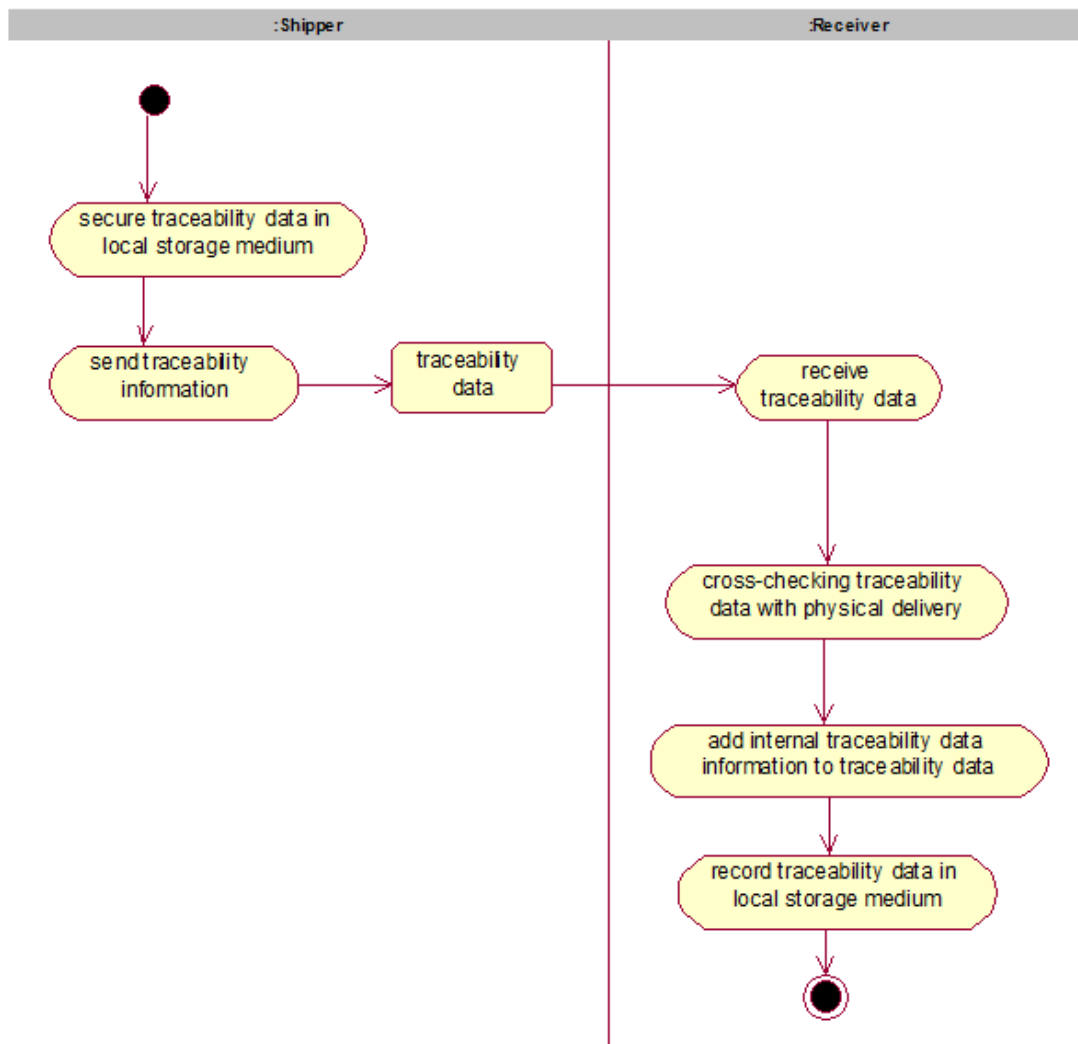 :Shipper
:Receiver
secure traceability data in
local storage medium
send traceability
information
traceability
data
receive
traceability data
cross-checking traceability
data with physical delivery
add internal traceability data
information to traceability data
record traceability data in
local storage medium